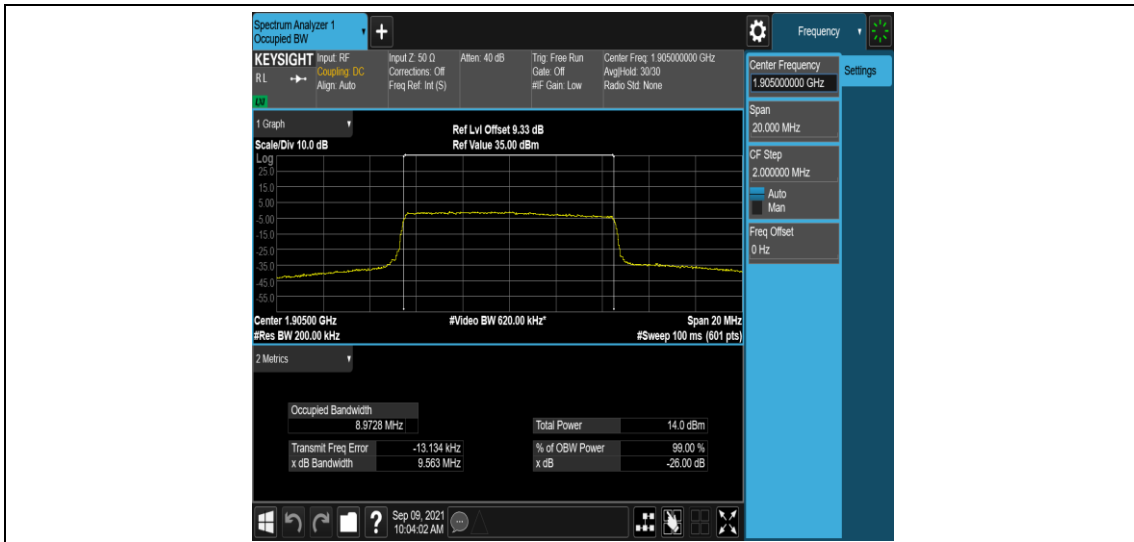 Spectrum Analyzer 1
Occupied BW
+
Frequency
KEYSIGHT Input: RF Input Z: 50 Ω Atten: 40 dB Trig: Free Run Center Freq: 1.905000000 GHz
RL Coupling: DC Corrections: Off Gate: Off Avg|Hold: 30/30
Align: Auto Freq Ref: Int (S) #IF Gain: Low Radio Std: None
LXI
Center Frequency
1.905000000 GHz
Settings
Span
20.000 MHz
CF Step
2.000000 MHz
Auto
Man
Freq Offset
0 Hz
1 Graph
Ref Lvl Offset 9.33 dB
Scale/Div 10.0 dB Ref Value 35.00 dBm
Log
25.0
15.0
5.00
-5.00
-15.0
-25.0
-35.0
-45.0
-55.0
Center 1.90500 GHz #Video BW 620.00 kHz* Span 20 MHz
#Res BW 200.00 kHz #Sweep 100 ms (601 pts)
2 Metrics
Occupied Bandwidth
8.9728 MHz
Total Power 14.0 dBm
Transmit Freq Error -13.134 kHz % of OBW Power 99.00 %
x dB Bandwidth 9.563 MHz x dB -26.00 dB
? Sep 09, 2021
10:04:02 AM